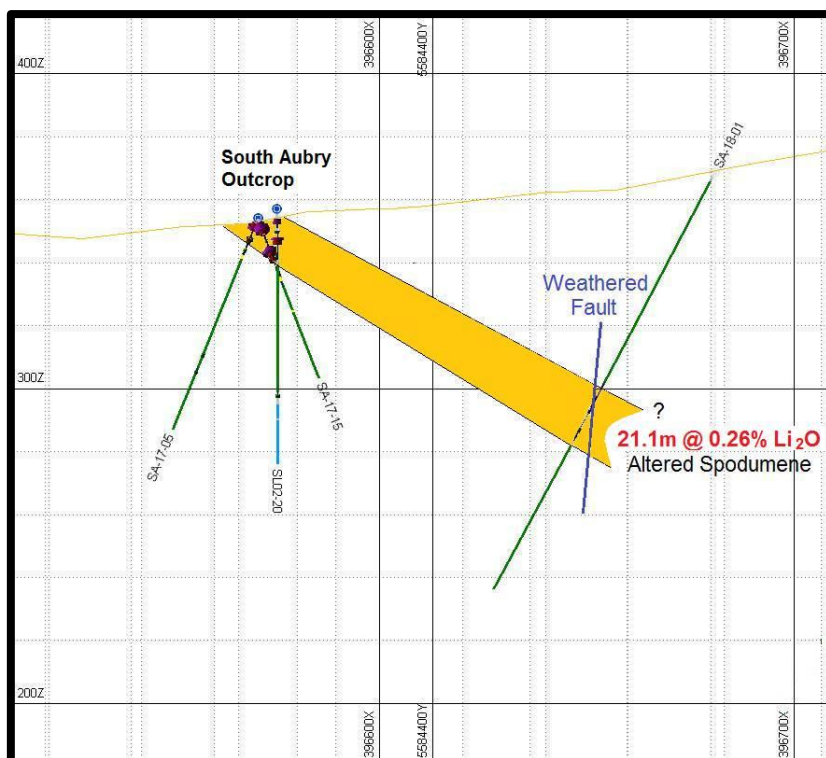 396600X
5584400Y
396700X
400Z
SA-18-01
South Aubry
Outcrop
Weathered
Fault
300Z
SA-17-15
?
21.1m @ 0.26% Li₂O
Altered Spodumene
SA-17-05
SL02-20
200Z
396600X
5584400Y
396700X